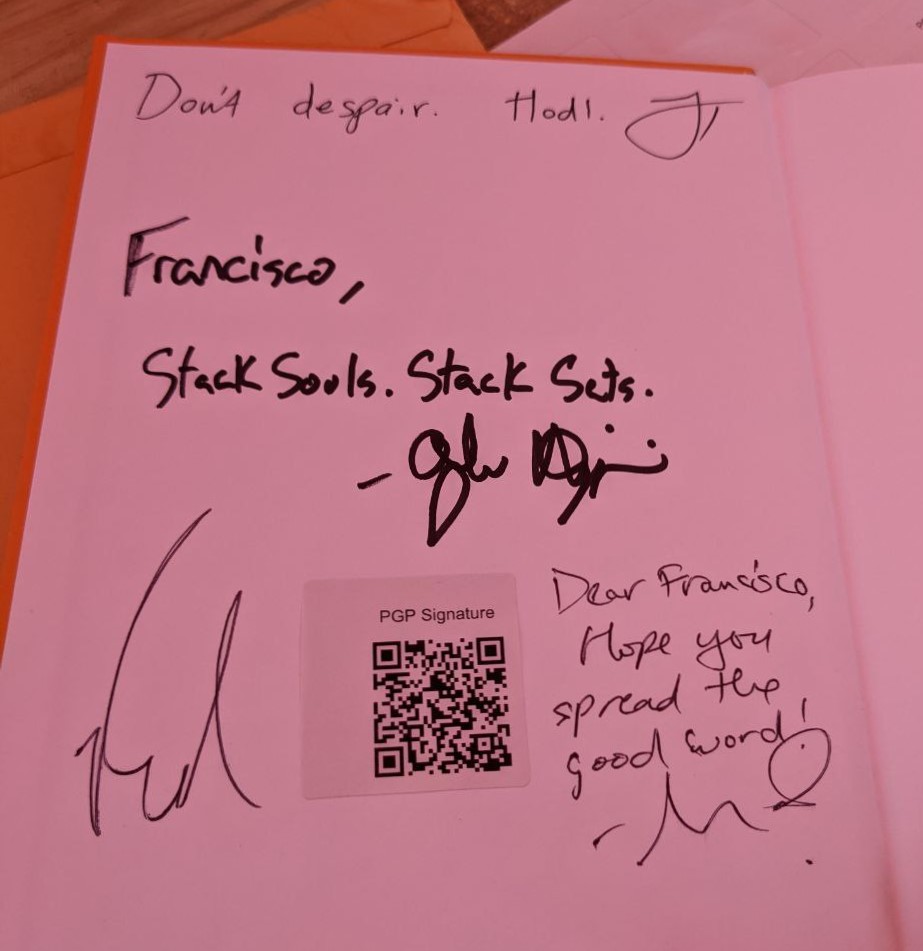 Don't despair. Hodl.
Francisco,
Stack Souls. Stack Sats.
PGP Signature
Dear Francisco,
Hope you
spread the
good word!